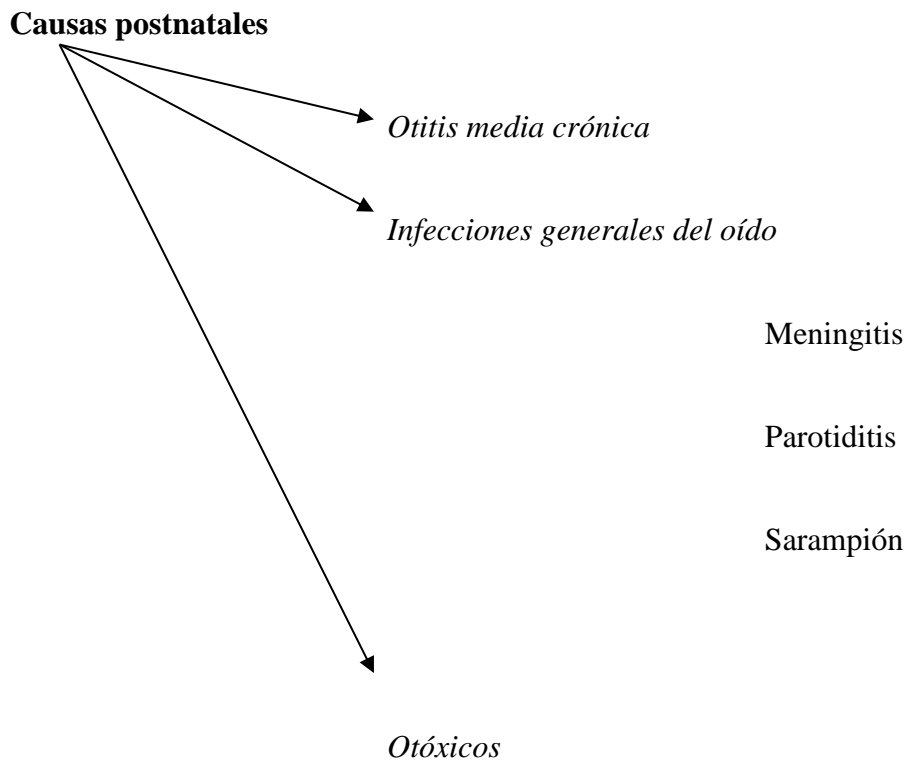 Causas postnatales
Otitis media crónica
Infecciones generales del oído
Meningitis
Parotiditis
Sarampión
Otóxicos